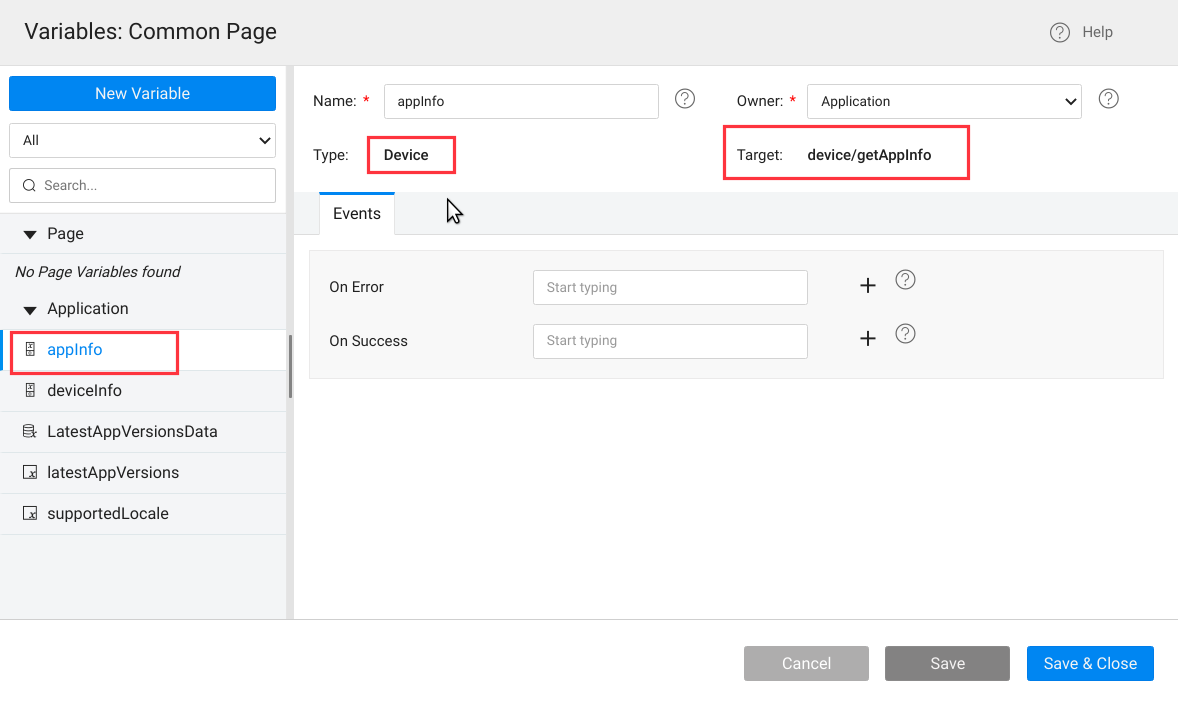 Variables: Common Page
Help
New Variable
All
Search...
Page
No Page Variables found
Application
appInfo
deviceInfo
LatestAppVersionsData
latestAppVersions
supportedLocale
Name: * appInfo
Owner: * Application
Type: Device
Target: device/getAppInfo
Events
On Error Start typing
On Success Start typing
Cancel Save Save & Close